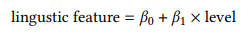 lingustic feature = β₀ + β₁ × level